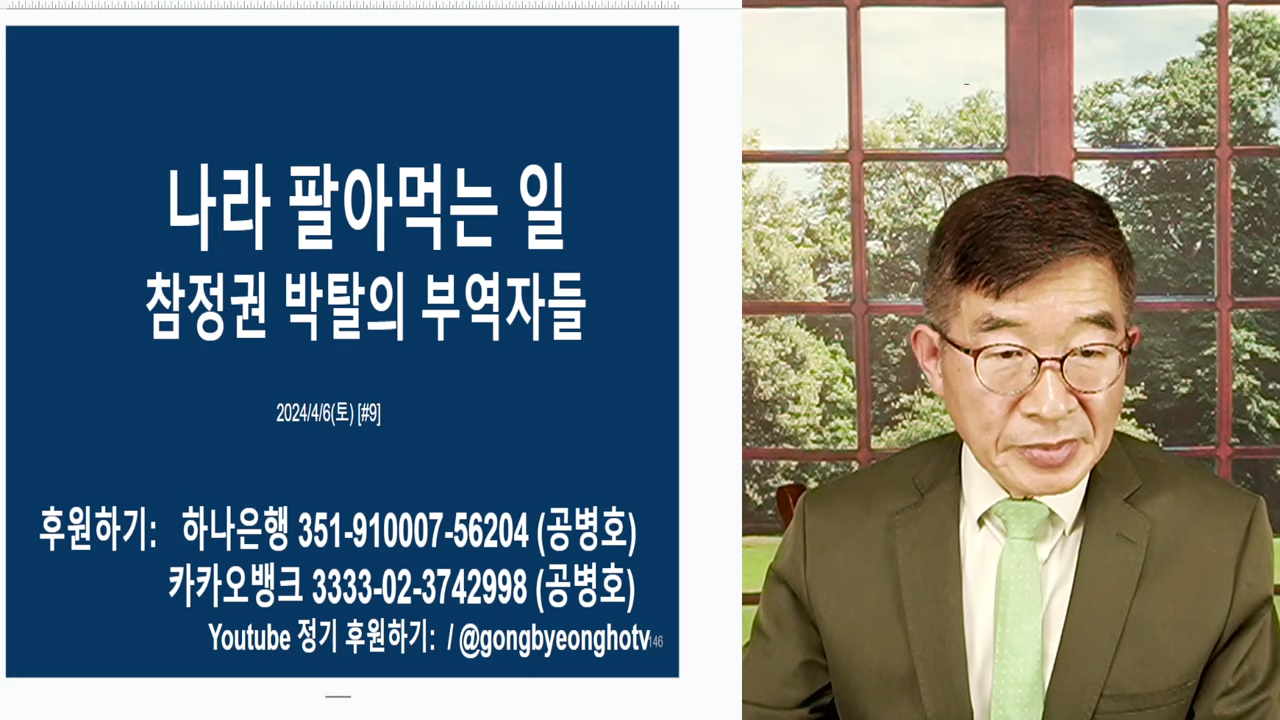 나라 팔아먹는 일
참정권 박탈의 부역자들
2024/4/6(토) [#9]
후원하기: 하나은행 351-910007-56204 (공병호)
카카오뱅크 3333-02-3742998 (공병호)
Youtube 정기 후원하기: / @gongbyeonghotv
146